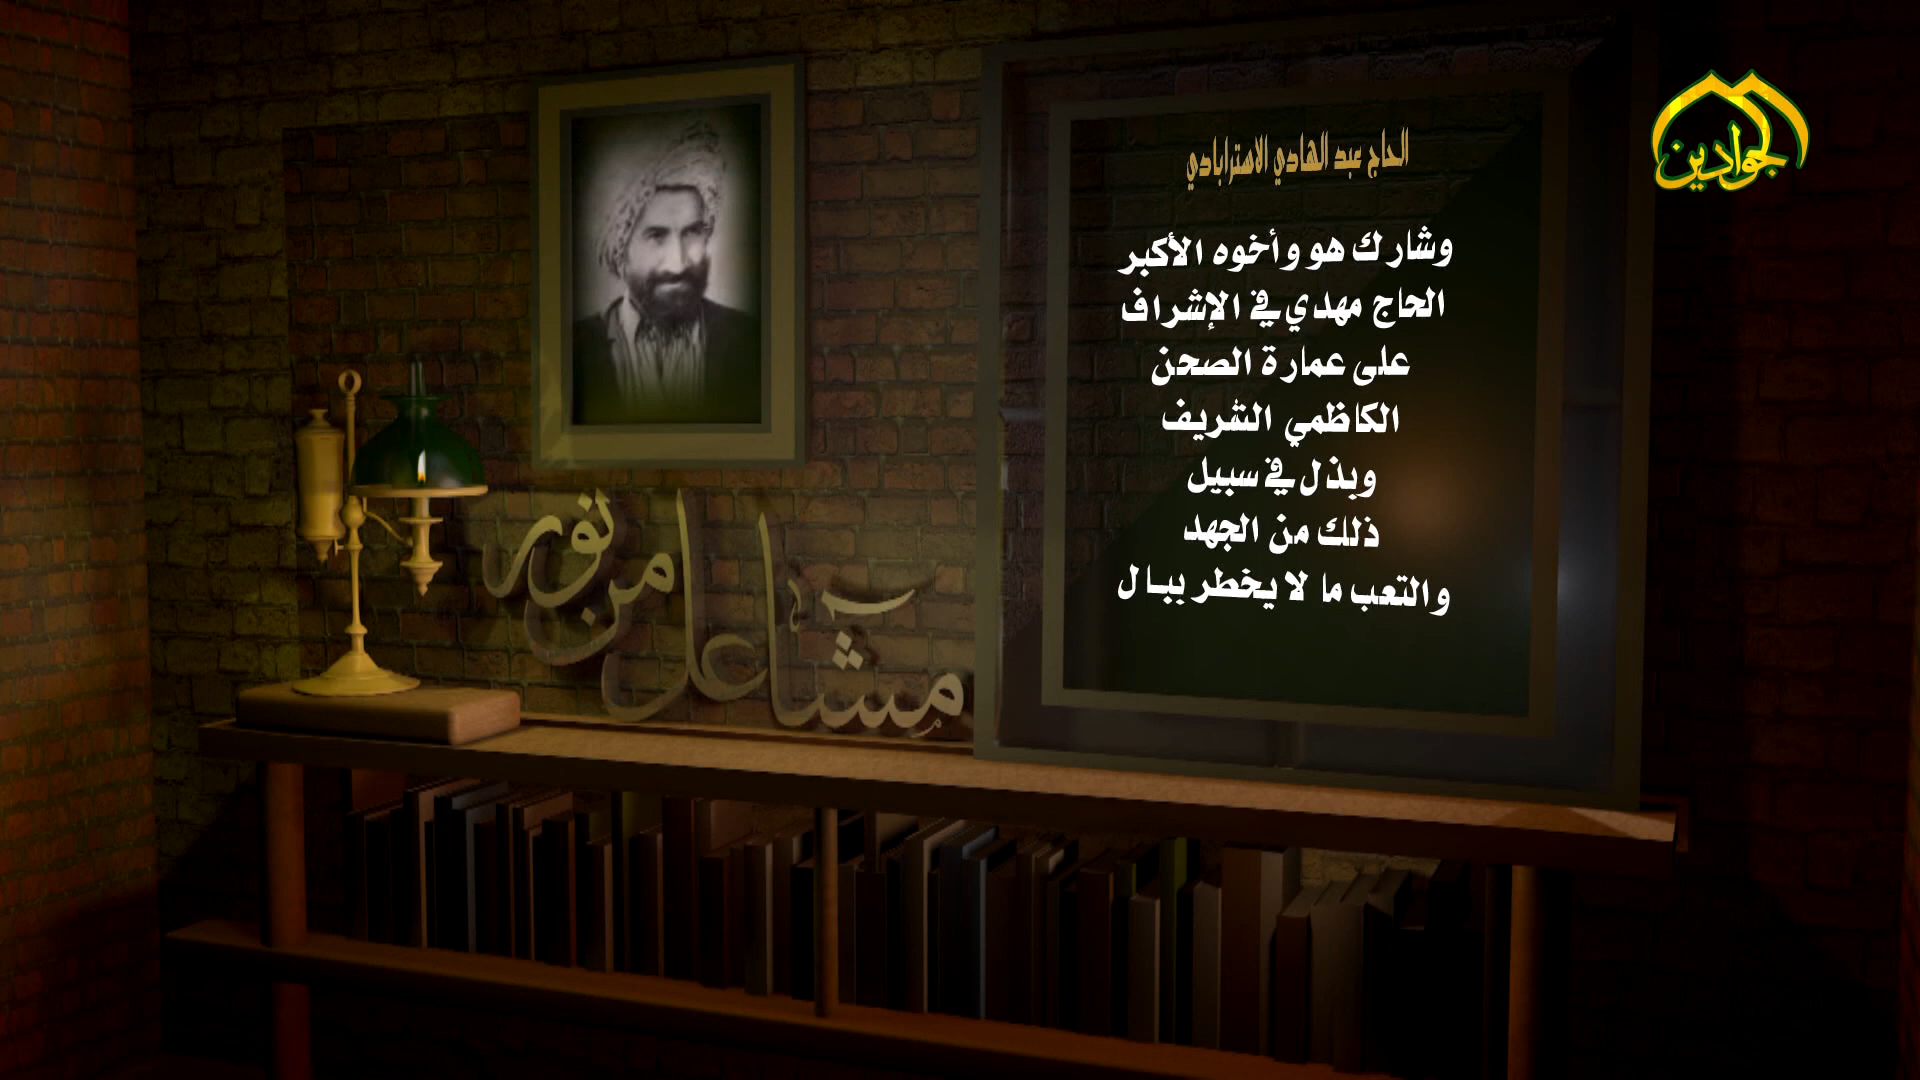 الجوادين
الحاج عبد الهادي الاسترابادي
وشارك هو وأخوه الأكبر
الحاج مهدي في الإشراف
على عمارة الصحن
الكاظمي الشريف
وبذل في سبيل
ذلك من الجهد
والتعب ما لا يخطر ببال
مشاعل من نور